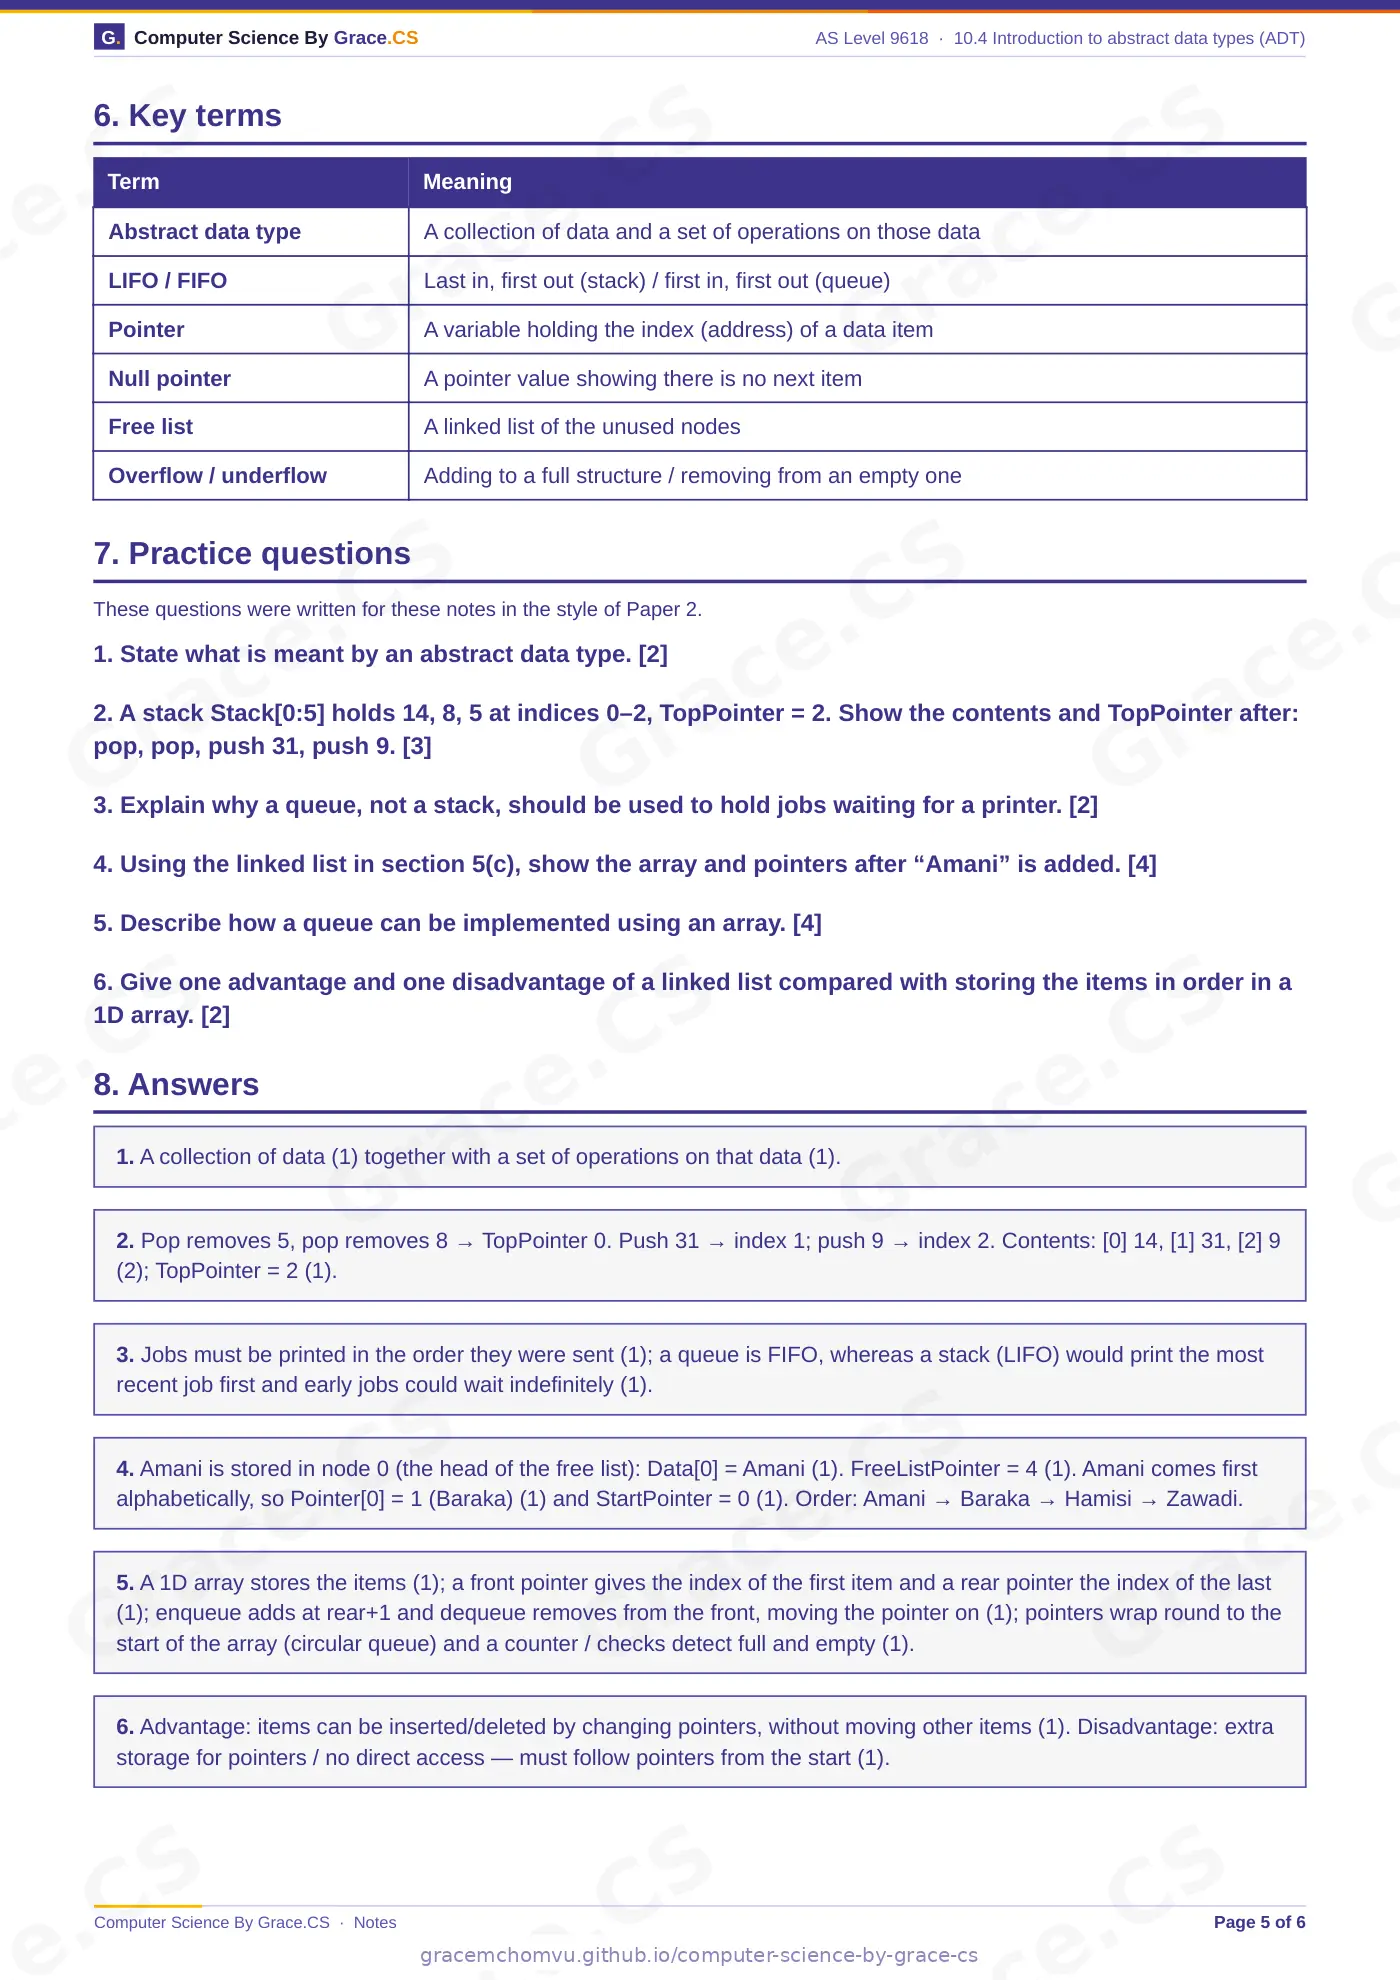 G. Computer Science By Grace.CS
AS Level 9618 · 10.4 Introduction to abstract data types (ADT)
6. Key terms
Term Meaning
Abstract data type A collection of data and a set of operations on those data
LIFO / FIFO Last in, first out (stack) / first in, first out (queue)
Pointer A variable holding the index (address) of a data item
Null pointer A pointer value showing there is no next item
Free list A linked list of the unused nodes
Overflow / underflow Adding to a full structure / removing from an empty one
7. Practice questions
These questions were written for these notes in the style of Paper 2.
1. State what is meant by an abstract data type. [2]
2. A stack Stack[0:5] holds 14, 8, 5 at indices 0–2, TopPointer = 2. Show the contents and TopPointer after:
pop, pop, push 31, push 9. [3]
3. Explain why a queue, not a stack, should be used to hold jobs waiting for a printer. [2]
4. Using the linked list in section 5(c), show the array and pointers after “Amani” is added. [4]
5. Describe how a queue can be implemented using an array. [4]
6. Give one advantage and one disadvantage of a linked list compared with storing the items in order in a
1D array. [2]
8. Answers
1. A collection of data (1) together with a set of operations on that data (1).
2. Pop removes 5, pop removes 8 → TopPointer 0. Push 31 → index 1; push 9 → index 2. Contents: [0] 14, [1] 31, [2] 9
(2); TopPointer = 2 (1).
3. Jobs must be printed in the order they were sent (1); a queue is FIFO, whereas a stack (LIFO) would print the most
recent job first and early jobs could wait indefinitely (1).
4. Amani is stored in node 0 (the head of the free list): Data[0] = Amani (1). FreeListPointer = 4 (1). Amani comes first
alphabetically, so Pointer[0] = 1 (Baraka) (1) and StartPointer = 0 (1). Order: Amani → Baraka → Hamisi → Zawadi.
5. A 1D array stores the items (1); a front pointer gives the index of the first item and a rear pointer the index of the last
(1); enqueue adds at rear+1 and dequeue removes from the front, moving the pointer on (1); pointers wrap round to the
start of the array (circular queue) and a counter / checks detect full and empty (1).
6. Advantage: items can be inserted/deleted by changing pointers, without moving other items (1). Disadvantage: extra
storage for pointers / no direct access — must follow pointers from the start (1).
Computer Science By Grace.CS · Notes
Page 5 of 6
gracemchomvu.github.io/computer-science-by-grace-cs